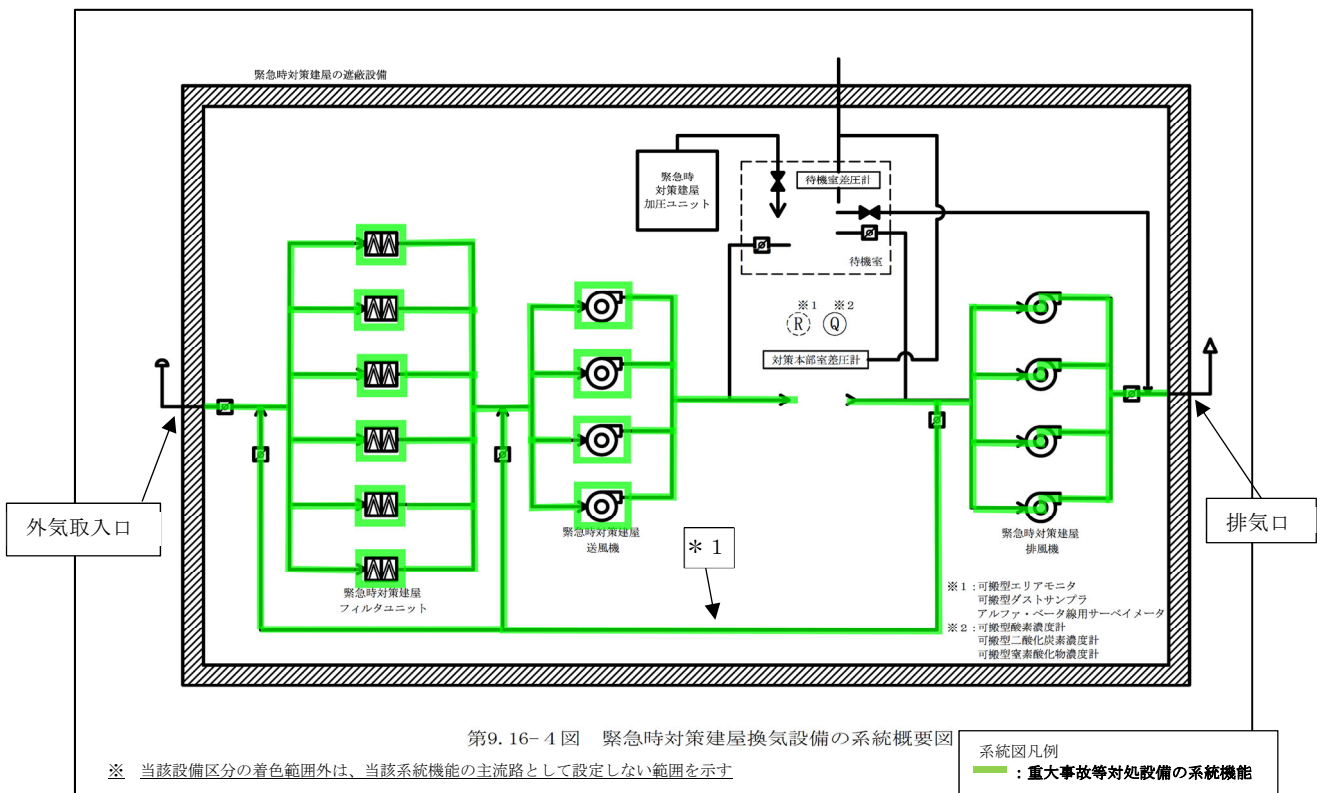 緊急時対策建屋の遮蔽設備
緊急時
対策建屋
加圧ユニット
待機室差圧計
待機室
※1 ※2
R Q
対策本部室差圧計
外気取入口
排気口
緊急時対策建屋
送風機
緊急時対策建屋
排風機
*1
緊急時対策建屋
フィルタユニット
※1:可搬型エリアモニタ
可搬型ダストサンプラ
アルファ・ベータ線用サーベイメータ
※2:可搬型酸素濃度計
可搬型二酸化炭素濃度計
可搬型窒素酸化物濃度計
第9.16-4図 緊急時対策建屋換気設備の系統概要図
※ 当該設備区分の着色範囲外は、当該系統機能の主流路として設定しない範囲を示す
系統図凡例
:重大事故等対処設備の系統機能